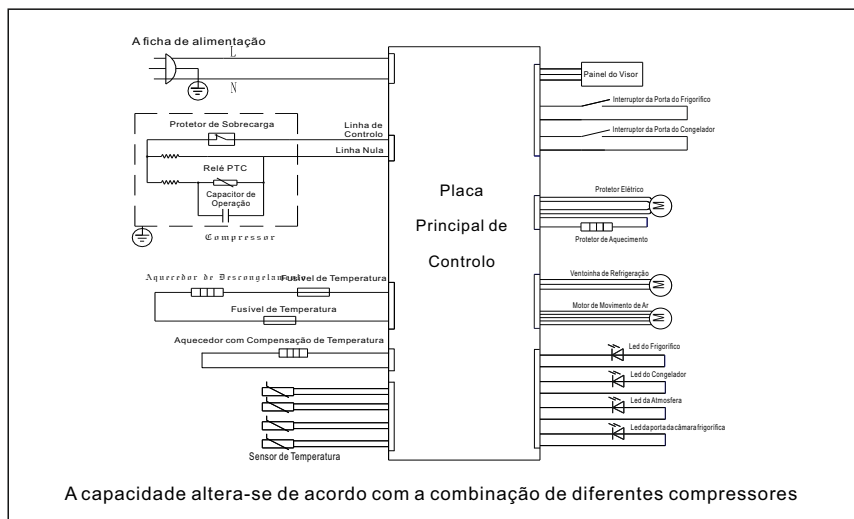 A ficha de alimentação
L
N
Protetor de Sobrecarga
Linha de
Controlo
Linha Nula
Relé PTC
Capacitor de
Operação
Compressor
Aquecedor de Descongelamento
Fusível de Temperatura
Fusível de Temperatura
Aquecedor com Compensação de Temperatura
Sensor de Temperatura
Placa
Principal de
Controlo
Painel do Visor
Interruptor da Porta do Frigorífico
Interruptor da Porta do Congelador
Protetor Elétrico
M
Protetor de Aquecimento
Ventoinha de Refrigeração
M
Motor de Movimento de Ar
M
Led do Frigorífico
Led do Congelador
Led da Atmosfera
Led da porta da câmara frigorífica
A capacidade altera-se de acordo com a combinação de diferentes compressores